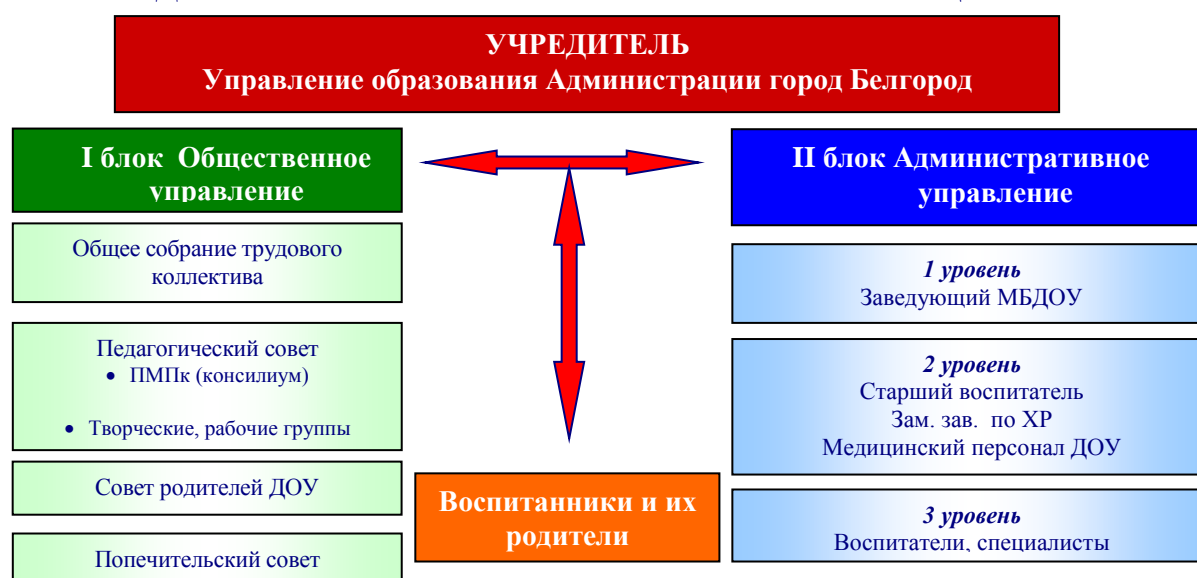 УЧРЕДИТЕЛЬ
Управление образования Администрации город Белгород
I блок Общественное
управление
Общее собрание трудового
коллектива
Педагогический совет
• ПМПк (консилиум)
• Творческие, рабочие группы
Совет родителей ДОУ
Попечительский совет
Воспитанники и их
родители
II блок Административное
управление
1 уровень
Заведующий МБДОУ
2 уровень
Старший воспитатель
Зам. зав. по ХР
Медицинский персонал ДОУ
3 уровень
Воспитатели, специалисты